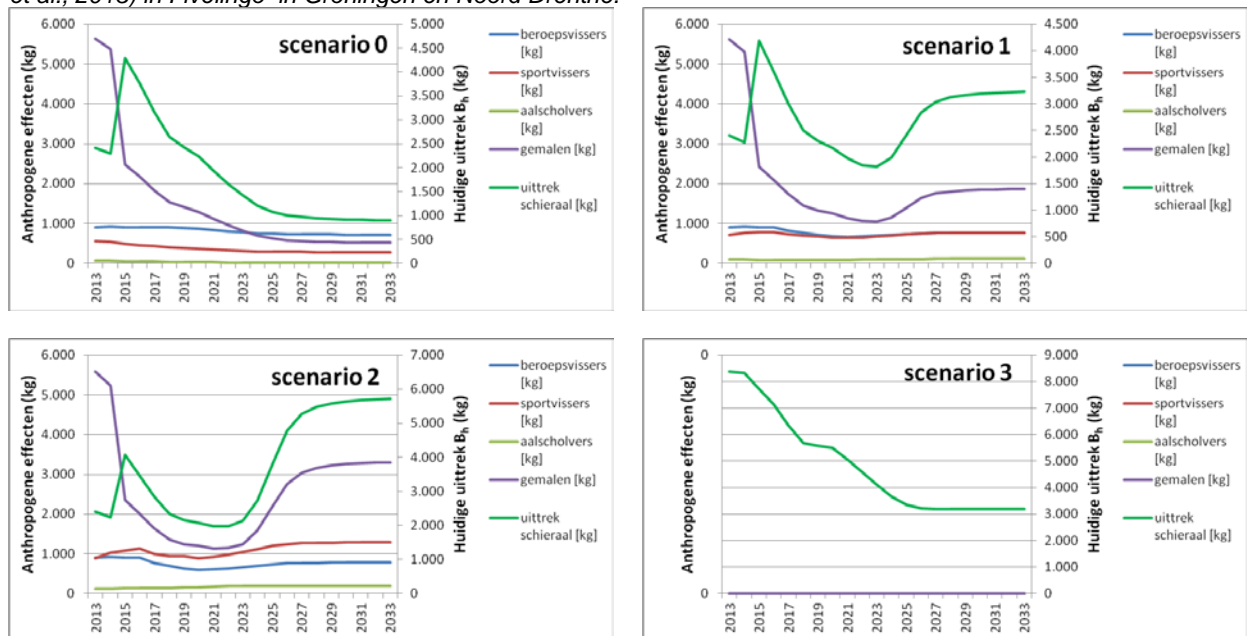 et al., 2013) in Fivelingo in Groningen en Noord-Drenthe.
scenario 0
Anthropogene effecten (kg)
6.000
5.000
4.000
3.000
2.000
1.000
0
5.000
4.500
4.000
3.500
3.000
2.500
2.000
1.500
1.000
500
0
Huidige uittrek Bh (kg)
2013 2015 2017 2019 2021 2023 2025 2027 2029 2031 2033
beroepsvissers
[kg]
sportvissers
[kg]
aalscholvers
[kg]
gemalen [kg]
uittrek
schieraal [kg]
scenario 1
Anthropogene effecten (kg)
6.000
5.000
4.000
3.000
2.000
1.000
0
4.500
4.000
3.500
3.000
2.500
2.000
1.500
1.000
500
0
Huidige uittrek Bh (kg)
2013 2015 2017 2019 2021 2023 2025 2027 2029 2031 2033
beroepsvissers
[kg]
sportvissers
[kg]
aalscholvers
[kg]
gemalen [kg]
uittrek
schieraal [kg]
scenario 2
Anthropogene effecten (kg)
6.000
5.000
4.000
3.000
2.000
1.000
0
7.000
6.000
5.000
4.000
3.000
2.000
1.000
0
Huidige uittrek Bh (kg)
2013 2015 2017 2019 2021 2023 2025 2027 2029 2031 2033
beroepsvissers
[kg]
sportvissers
[kg]
aalscholvers
[kg]
gemalen [kg]
uittrek
schieraal [kg]
scenario 3
Anthropogene effecten (kg)
0
0
9.000
8.000
7.000
6.000
5.000
4.000
3.000
2.000
1.000
0
Huidige uittrek Bh (kg)
2013 2015 2017 2019 2021 2023 2025 2027 2029 2031 2033
beroepsvissers
[kg]
sportvissers
[kg]
aalscholvers
[kg]
gemalen [kg]
uittrek
schieraal [kg]